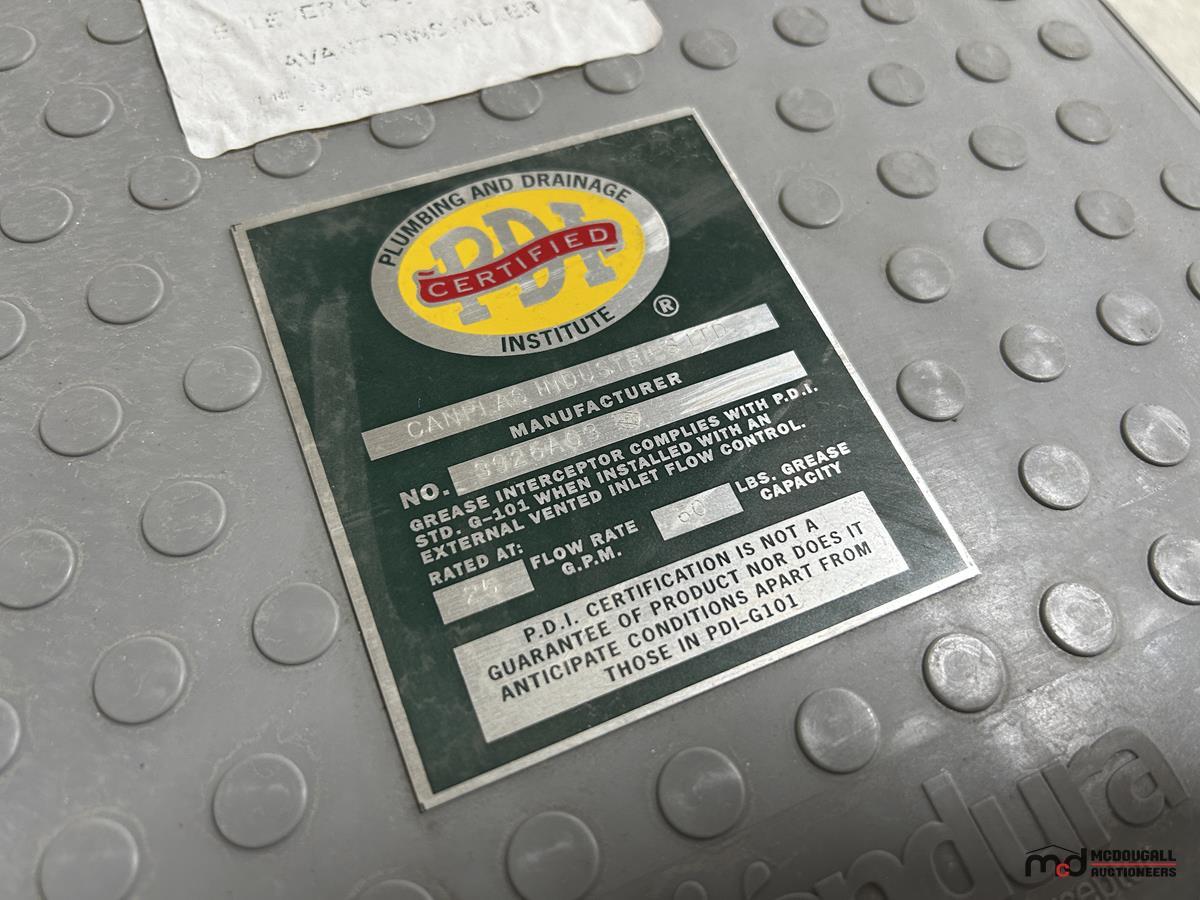 AVANT D'INSTALLER
PLUMBING AND DRAINAGE
PDI
CERTIFIED
INSTITUTE
®
CANPLAS INDUSTRIES LTD.
MANUFACTURER
NO. 3926A03
GREASE INTERCEPTOR COMPLIES WITH P.D.I.
STD. G-101 WHEN INSTALLED WITH AN
EXTERNAL VENTED INLET FLOW CONTROL.
RATED AT:
25
FLOW RATE
G.P.M.
50
LBS. GREASE
CAPACITY
P.D.I. CERTIFICATION IS NOT A
GUARANTEE OF PRODUCT NOR DOES IT
ANTICIPATE CONDITIONS APART FROM
THOSE IN PDI-G101
endura
mcd
MCDOUGALL
AUCTIONEERS